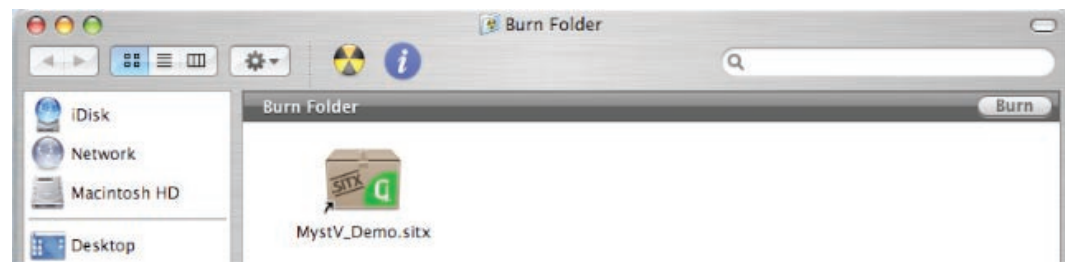 Burn Folder
iDisk
Network
Macintosh HD
Desktop
Burn Folder
Burn
SITX
MystV_Demo.sitx